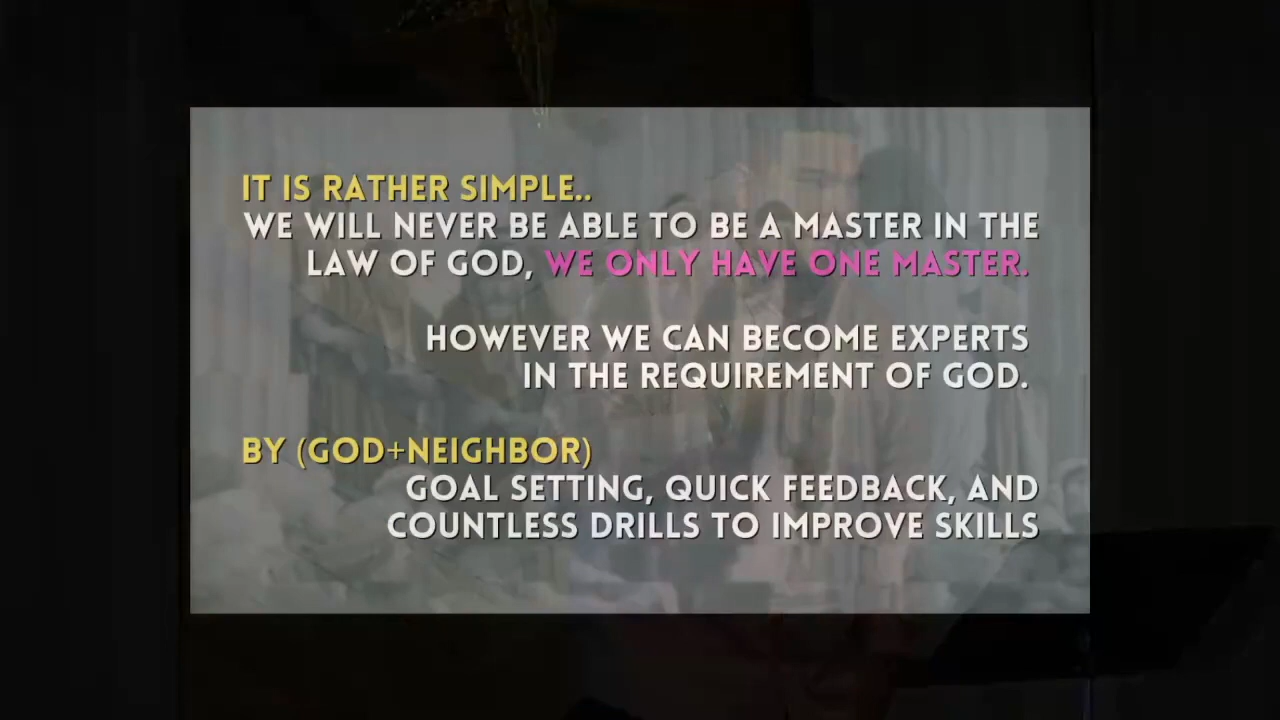 IT IS RATHER SIMPLE..
WE WILL NEVER BE ABLE TO BE A MASTER IN THE
LAW OF GOD, WE ONLY HAVE ONE MASTER.
HOWEVER WE CAN BECOME EXPERTS
IN THE REQUIREMENT OF GOD.
BY (GOD+NEIGHBOR)
GOAL SETTING, QUICK FEEDBACK, AND
COUNTLESS DRILLS TO IMPROVE SKILLS